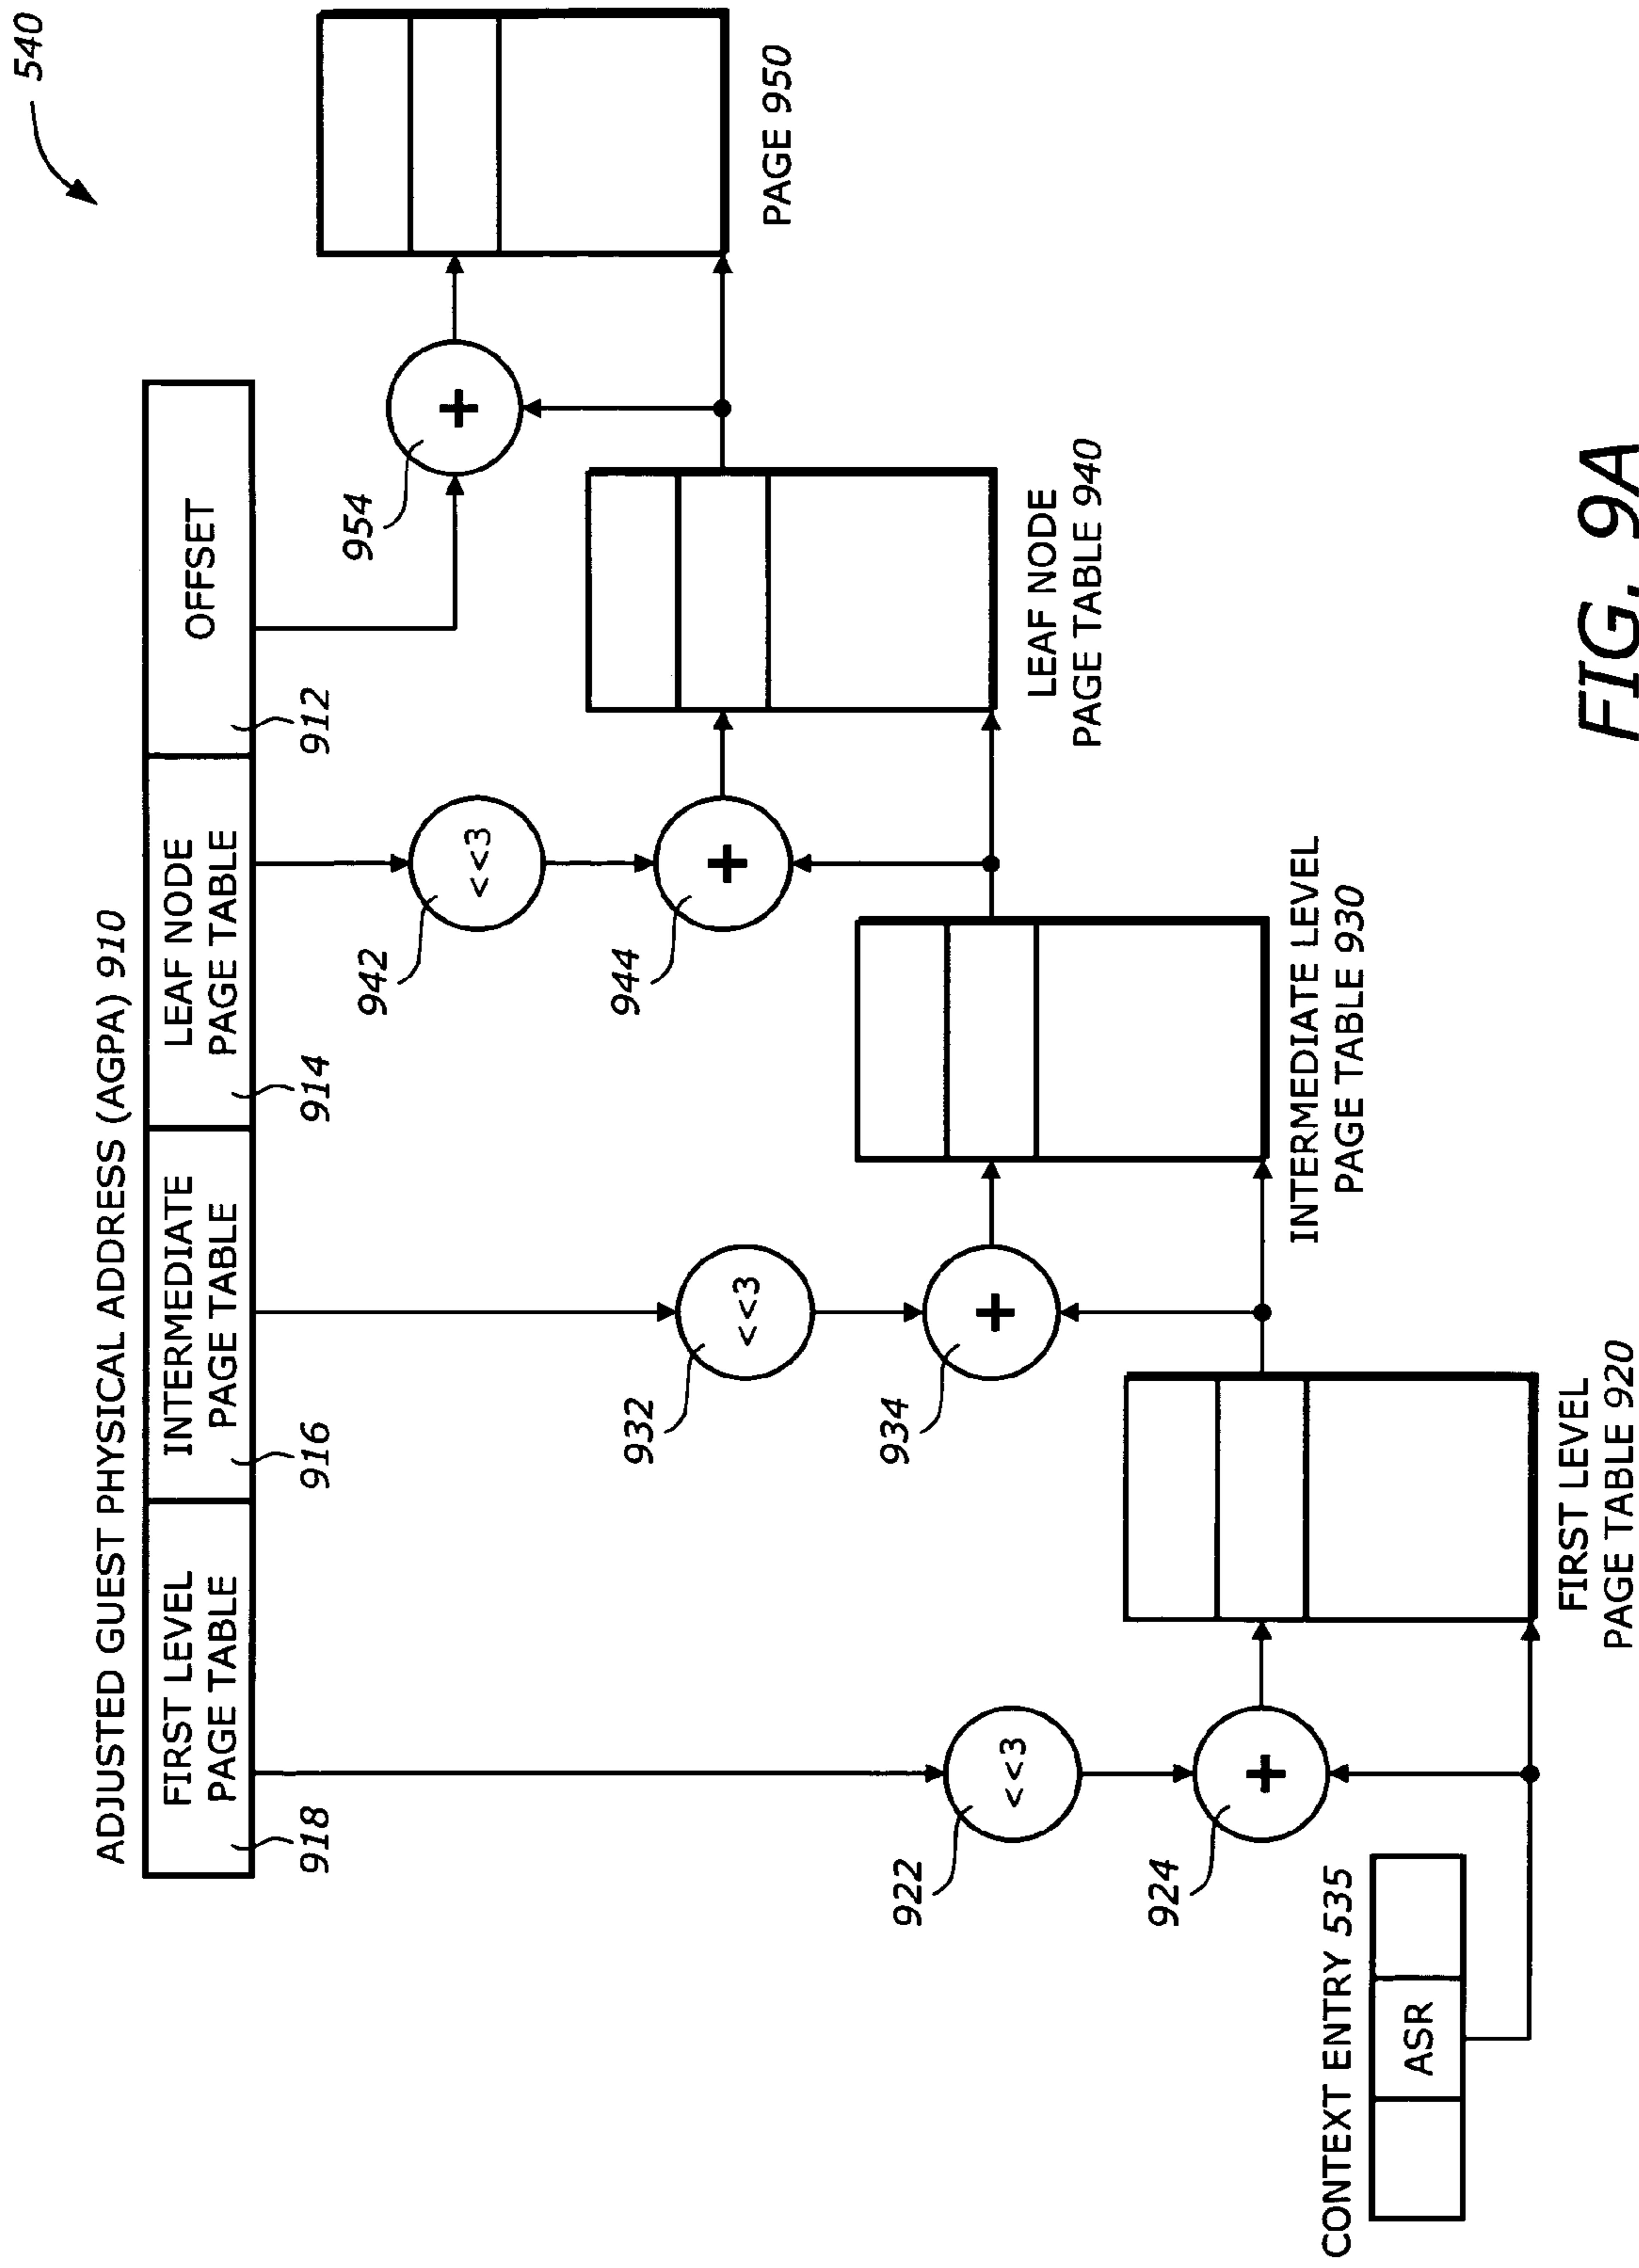 540
ADJUSTED GUEST PHYSICAL ADDRESS (AGPA) 910
FIRST LEVEL
PAGE TABLE
INTERMEDIATE
PAGE TABLE
LEAF NODE
PAGE TABLE
OFFSET
918
916
914
912
954
+
PAGE 950
942
<<3
944
+
LEAF NODE
PAGE TABLE 940
932
<<3
934
+
INTERMEDIATE LEVEL
PAGE TABLE 930
922
<<3
924
+
FIRST LEVEL
PAGE TABLE 920
CONTEXT ENTRY 535
ASR
FIG. 9A